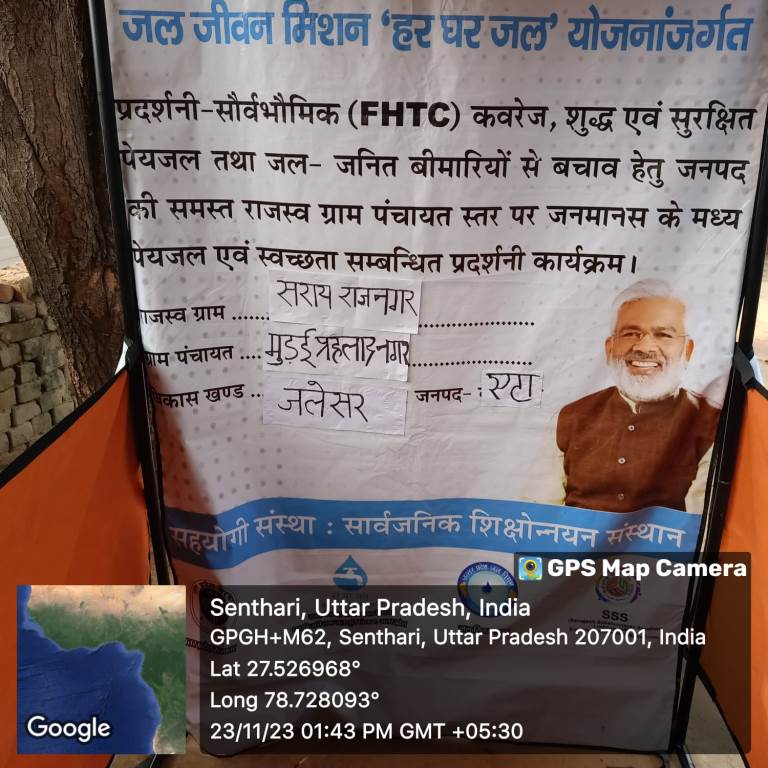 जल जीवन मिशन ‘हर घर जल’ योजनांर्जगत
प्रदर्शनी-सौर्वभौमिक (FHTC) कवरेज, शुद्ध एवं सुरक्षित
पेयजल तथा जल- जनित बीमारियों से बचाव हेतु जनपद
की समस्त राजस्व ग्राम पंचायत स्तर पर जनमानस के मध्य
पेयजल एवं स्वच्छता सम्बन्धित प्रदर्शनी कार्यक्रम।
राजस्व ग्राम ...... सराय राजनगर ....................
ग्राम पंचायत .... मुड़ई प्रहलादनगर ....................
विकास खण्ड .. जलेसर जनपद- : एटा
सहयोगी संस्था : सार्वजनिक शिक्षोन्नयन संस्थान
SSS
GPS Map Camera
Senthari, Uttar Pradesh, India
GPGH+M62, Senthari, Uttar Pradesh 207001, India
Lat 27.526968°
Long 78.728093°
23/11/23 01:43 PM GMT +05:30
Google